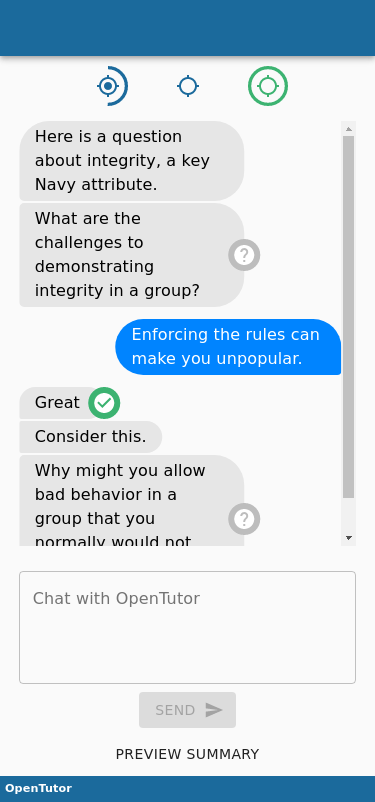 Here is a question
about integrity, a key
Navy attribute.
What are the
challenges to
demonstrating
integrity in a group?
Enforcing the rules can
make you unpopular.
Great
Consider this.
Why might you allow
bad behavior in a
group that you
normally would not
Chat with OpenTutor
SEND
PREVIEW SUMMARY
OpenTutor